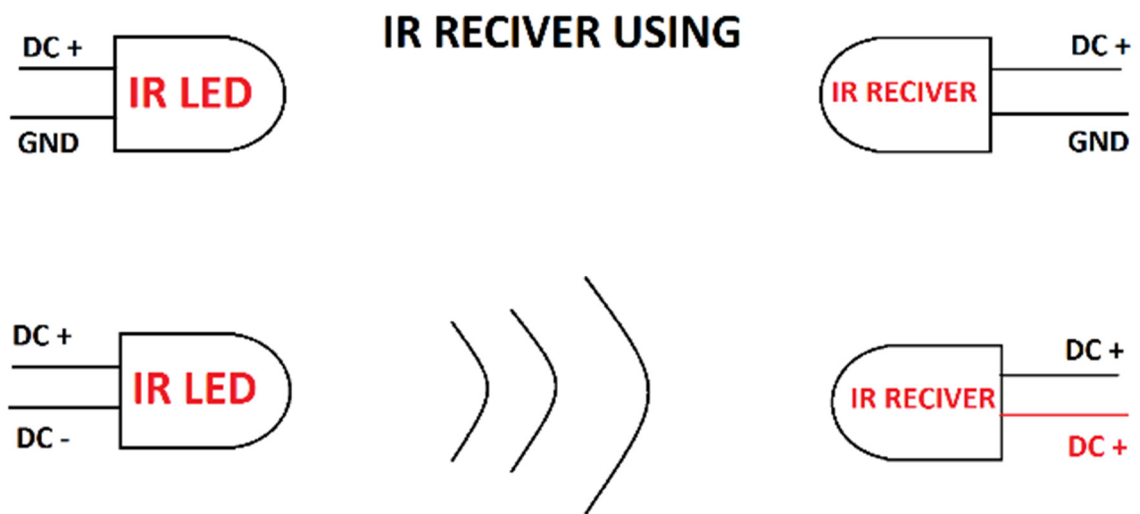 IR RECIVER USING
DC +
IR LED
GND
DC +
IR RECIVER
GND
DC +
IR LED
DC -
DC +
IR RECIVER
DC +